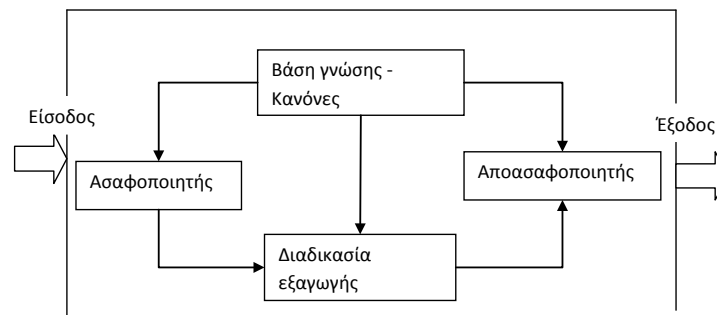 Βάση γνώσης -
Κανόνες
Είσοδος
Έξοδος
Ασαφοποιητής
Αποασαφοποιητής
Διαδικασία
εξαγωγής